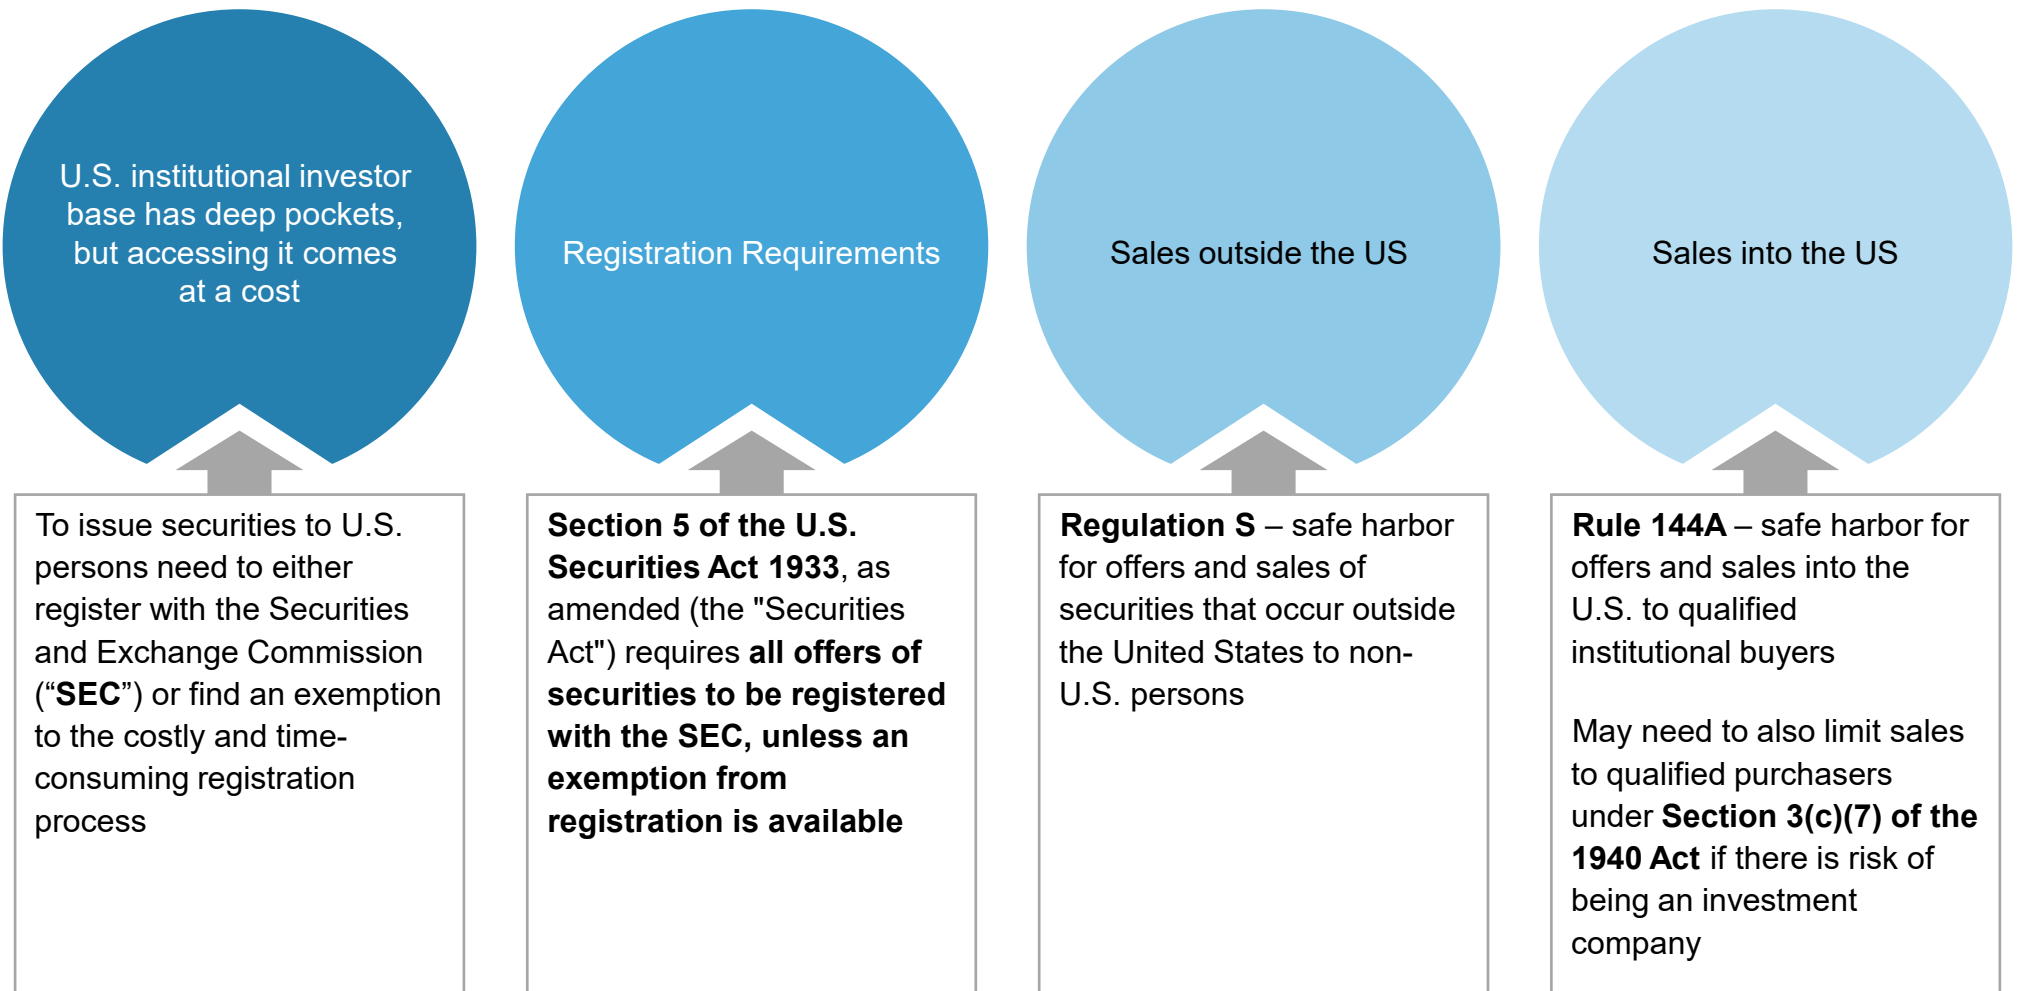 U.S. institutional investor
base has deep pockets,
but accessing it comes
at a cost
Registration Requirements
Sales outside the US
Sales into the US
To issue securities to U.S.
persons need to either
register with the Securities
and Exchange Commission
(“SEC”) or find an exemption
to the costly and time-
consuming registration
process
Section 5 of the U.S.
Securities Act 1933, as
amended (the "Securities
Act") requires all offers of
securities to be registered
with the SEC, unless an
exemption from
registration is available
Regulation S – safe harbor
for offers and sales of
securities that occur outside
the United States to non-
U.S. persons
Rule 144A – safe harbor for
offers and sales into the
U.S. to qualified
institutional buyers
May need to also limit sales
to qualified purchasers
under Section 3(c)(7) of the
1940 Act if there is risk of
being an investment
company